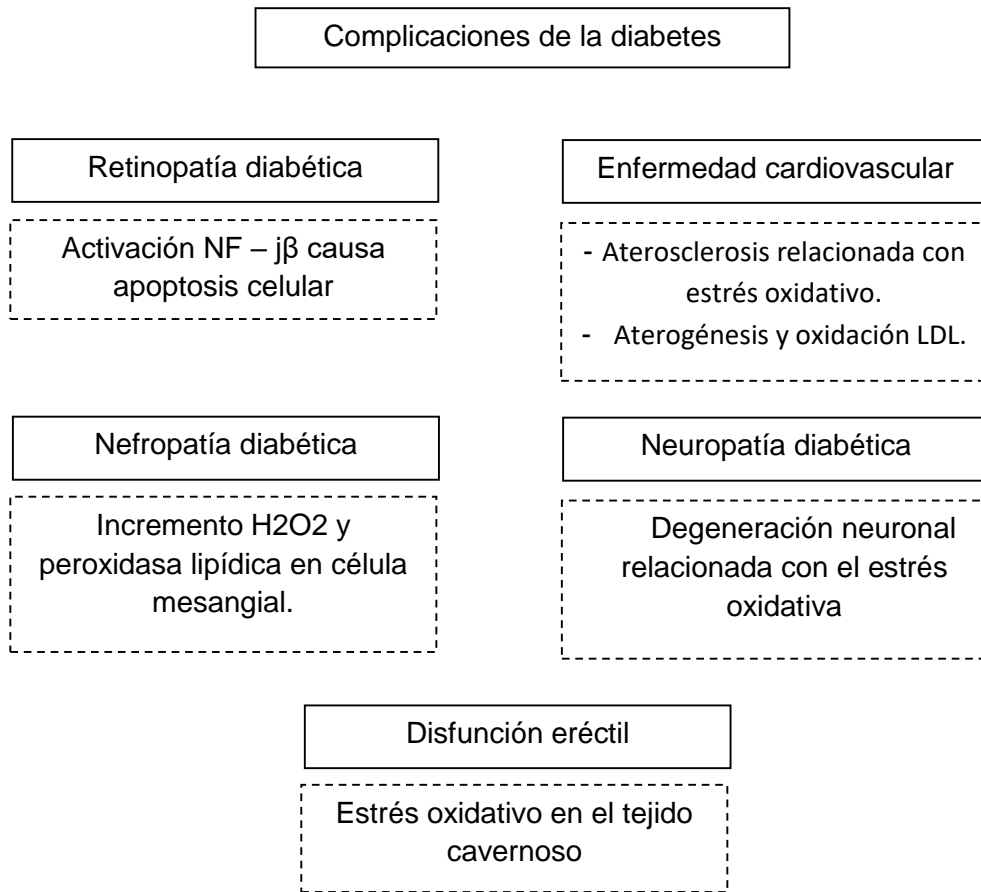 Complicaciones de la diabetes
Retinopatía diabética
Activación NF – jβ causa
apoptosis celular
Enfermedad cardiovascular
- Aterosclerosis relacionada con
estrés oxidativo.
- Aterogénesis y oxidación LDL.
Nefropatía diabética
Incremento H2O2 y
peroxidasa lipídica en célula
mesangial.
Neuropatía diabética
Degeneración neuronal
relacionada con el estrés
oxidativa
Disfunción eréctil
Estrés oxidativo en el tejido
cavernoso